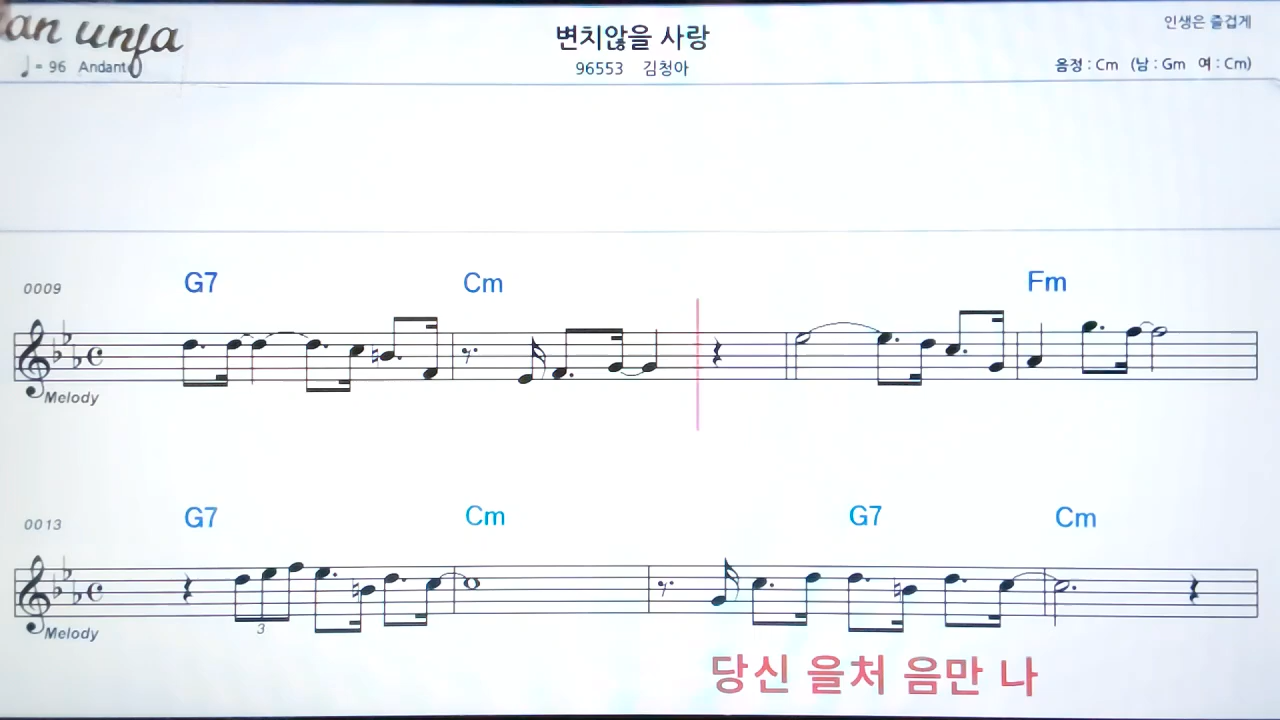 an unfa
변치않을 사랑
인생은 즐겁게
♩= 96 Andante
96553 김청아
음정 : Cm (남 : Gm 여 : Cm)
0009
G7 Cm Fm
Melody
0013
G7 Cm G7 Cm
Melody
3
당신 을처 음만 나